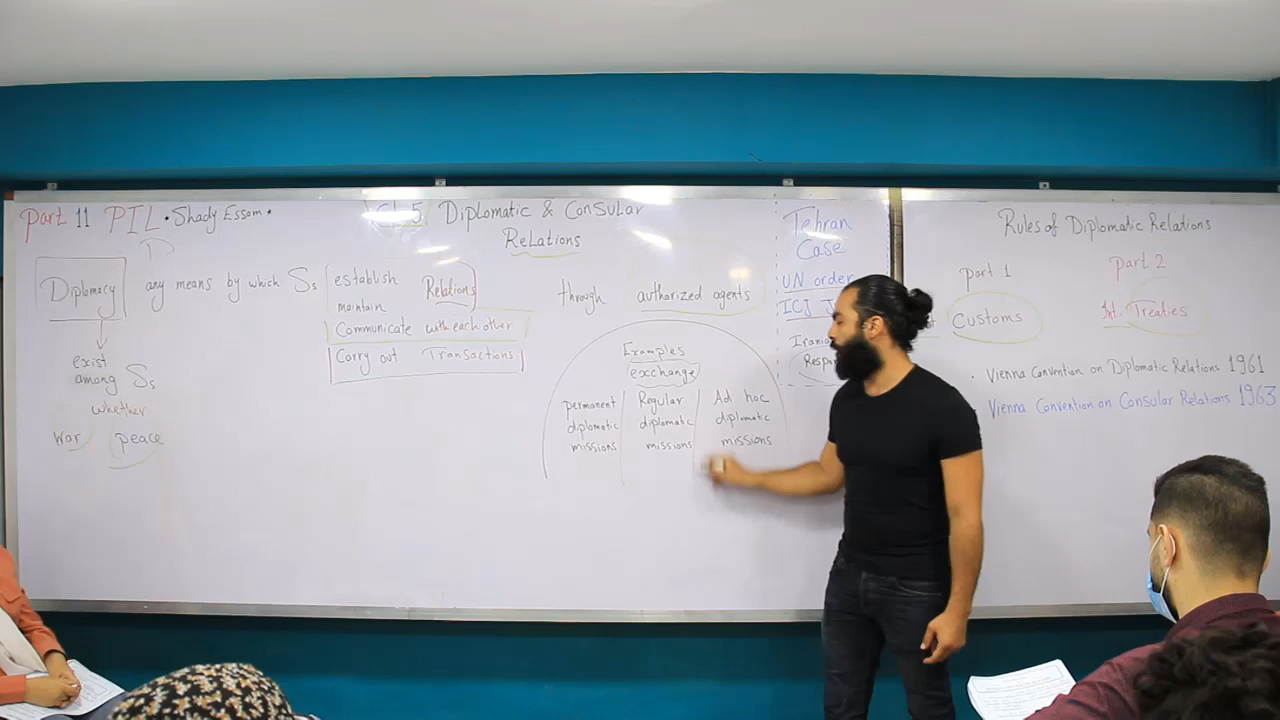 Part 11 PIL • Shady Essam •
Ch 5 Diplomatic & Consular
Relations
Diplomacy
any means by which Ss
establish
maintain
Relations
Communicate with each other
Carry out Transactions
through authorized agents
exist
among Ss
whether
war peace
Examples
exchange
permanent
diplomatic
missions
Regular
diplomatic
missions
Ad hoc
diplomatic
missions
Tehran
Case
UN order
ICJ
Rules of Diplomatic Relations
part 1
Customs
part 2
Int. Treaties
• Vienna Convention on Diplomatic Relations 1961
Vienna Convention on Consular Relations 1963